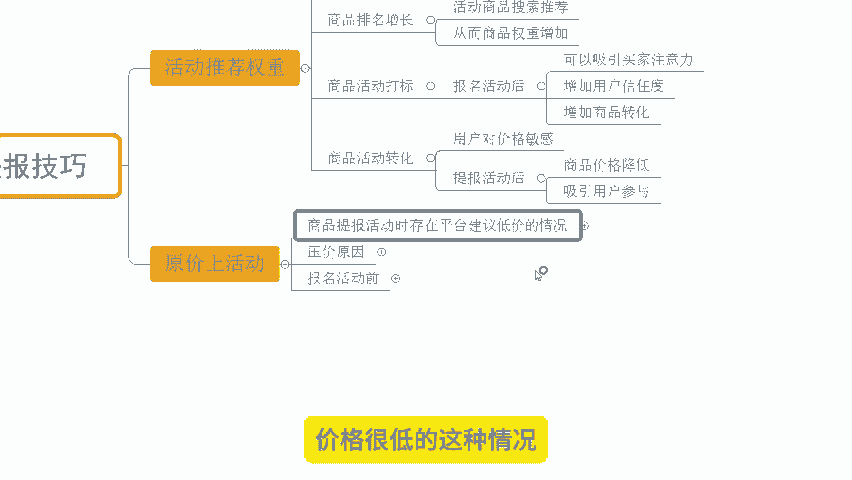 活动商品搜索推荐
商品排名增长
从而商品权重增加
活动推荐权重
可以吸引买家注意力
商品活动打标
报名活动后
增加用户信任度
增加商品转化
用户对价格敏感
商品活动转化
商品价格降低
提报活动后
吸引用户参与
报技巧
商品提报活动时存在平台建议低价的情况
压价原因
原价上活动
报名活动前
价格很低的这种情况